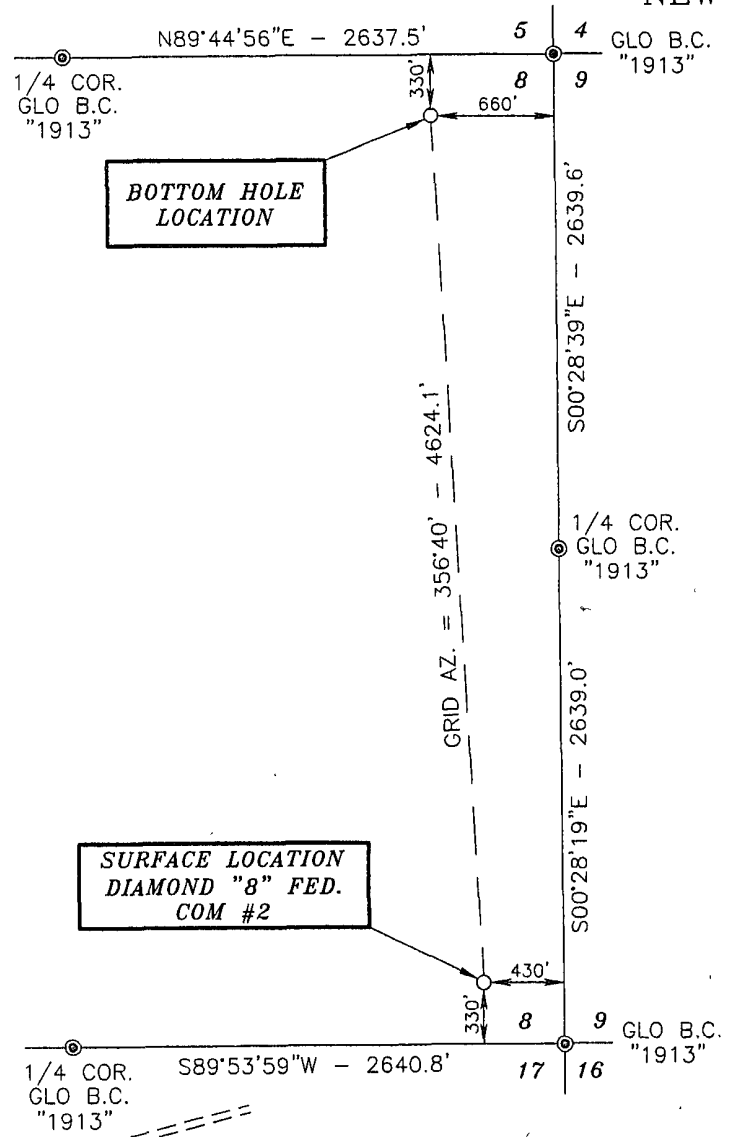 NEW
N89°44'56"E - 2637.5'
5
4
GLO B.C.
"1913"
1/4 COR.
GLO B.C.
"1913"
330'
8
9
660'
BOTTOM HOLE
LOCATION
S00°28'39"E - 2639.6'
GRID AZ. = 356°40' - 4624.1'
1/4 COR.
GLO B.C.
"1913"
S00°28'19"E - 2639.0'
SURFACE LOCATION
DIAMOND "8" FED.
COM #2
430'
330'
8
9
GLO B.C.
"1913"
S89°53'59"W - 2640.8'
17
16
1/4 COR.
GLO B.C.
"1913"